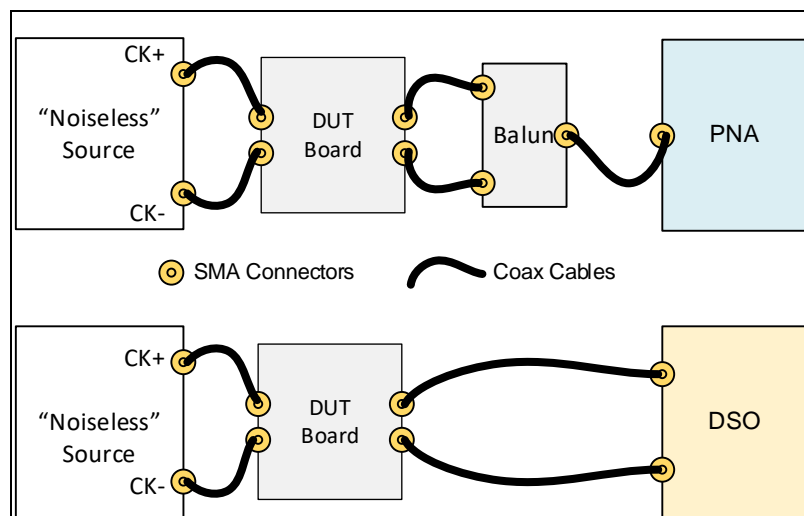 CK+
“Noiseless”
Source
CK-
DUT
Board
Balun
PNA
SMA Connectors
Coax Cables
CK+
“Noiseless”
Source
CK-
DUT
Board
DSO